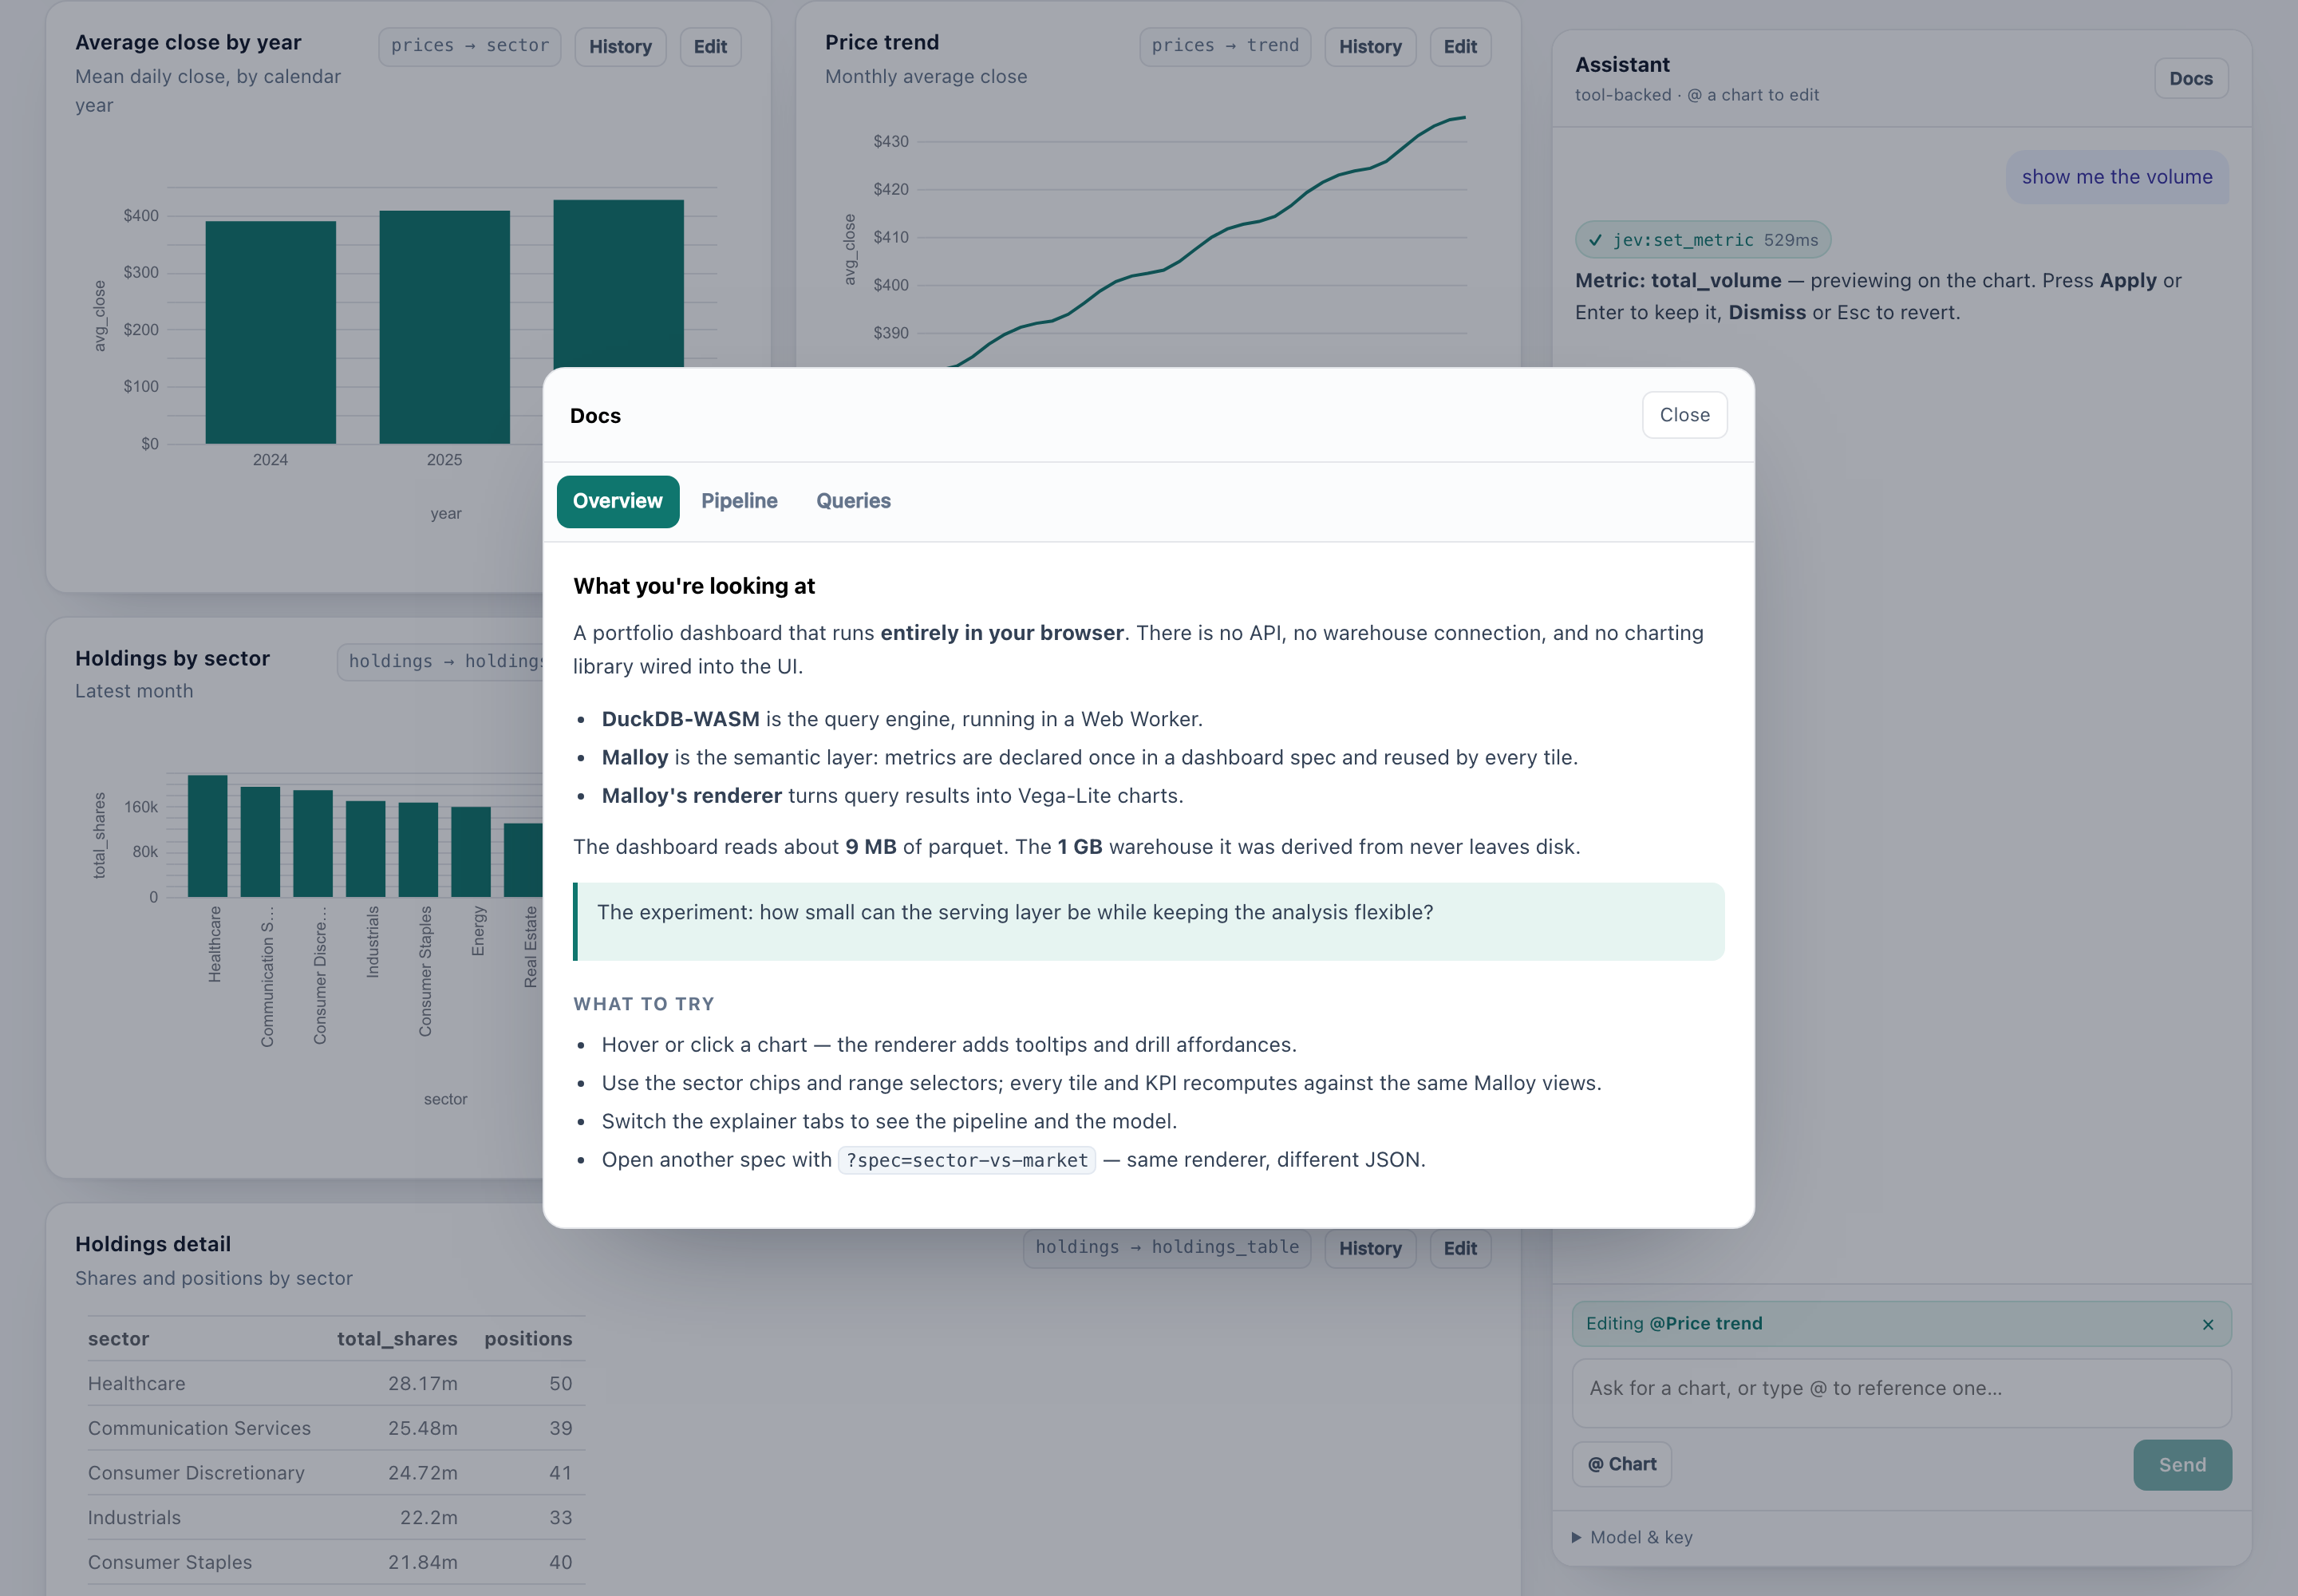 Average close by year
prices → sector
History
Edit
Mean daily close, by calendar
year
avg_close
$400
$300
$200
$100
$0
2024
2025
year
Price trend
prices → trend
History
Edit
Monthly average close
avg_close
$430
$420
$410
$400
$390
Assistant
tool-backed · @ a chart to edit
Docs
show me the volume
✓ jev:set_metric 529ms
Metric: total_volume — previewing on the chart. Press Apply or
Enter to keep it, Dismiss or Esc to revert.
Docs
Close
Overview
Pipeline
Queries
What you're looking at
A portfolio dashboard that runs entirely in your browser. There is no API, no warehouse connection, and no charting
library wired into the UI.
• DuckDB-WASM is the query engine, running in a Web Worker.
• Malloy is the semantic layer: metrics are declared once in a dashboard spec and reused by every tile.
• Malloy's renderer turns query results into Vega-Lite charts.
The dashboard reads about 9 MB of parquet. The 1 GB warehouse it was derived from never leaves disk.
The experiment: how small can the serving layer be while keeping the analysis flexible?
WHAT TO TRY
• Hover or click a chart — the renderer adds tooltips and drill affordances.
• Use the sector chips and range selectors; every tile and KPI recomputes against the same Malloy views.
• Switch the explainer tabs to see the pipeline and the model.
• Open another spec with ?spec=sector-vs-market — same renderer, different JSON.
Holdings by sector
holdings → holdings
Latest month
total_shares
160k
80k
0
Healthcare
Communication S...
Consumer Discre...
Industrials
Consumer Staples
Energy
Real Estate
sector
Holdings detail
holdings → holdings_table
History
Edit
Shares and positions by sector
sector total_shares positions
Healthcare 28.17m 50
Communication Services 25.48m 39
Consumer Discretionary 24.72m 41
Industrials 22.2m 33
Consumer Staples 21.84m 40
Editing @Price trend ×
Ask for a chart, or type @ to reference one...
@ Chart
Send
▶ Model & key